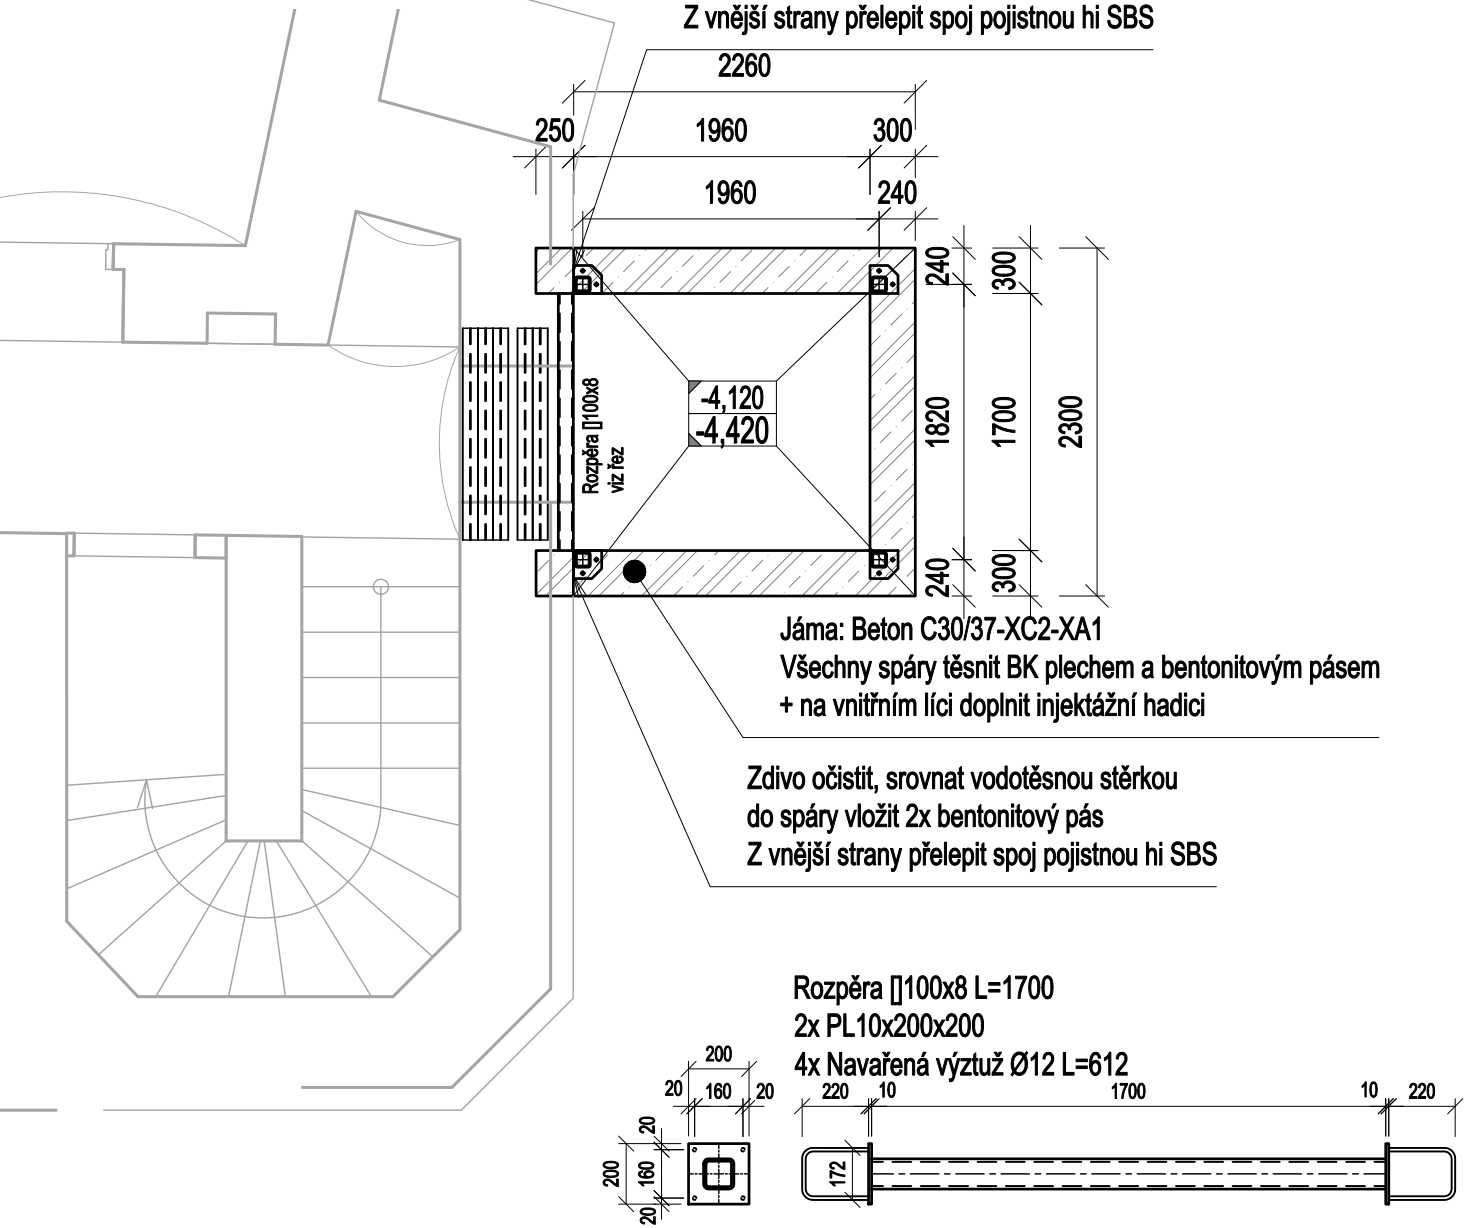 Z vnější strany přelepit spoj pojistnou hi SBS
2260
250
1960
300
1960
240
240
300
-4,120
-4,420
Rozpěra []100x8
viz řez
1820
1700
2300
240
300
Jáma: Beton C30/37-XC2-XA1
Všechny spáry těsnit BK plechem a bentonitovým pásem
+ na vnitřním líci doplnit injektážní hadici
Zdivo očistit, srovnat vodotěsnou stěrkou
do spáry vložit 2x bentonitový pás
Z vnější strany přelepit spoj pojistnou hi SBS
Rozpěra []100x8 L=1700
2x PL10x200x200
4x Navařená výztuž Ø12 L=612
200
20
160
20
220
10
1700
10
220
20
200
160
20
172